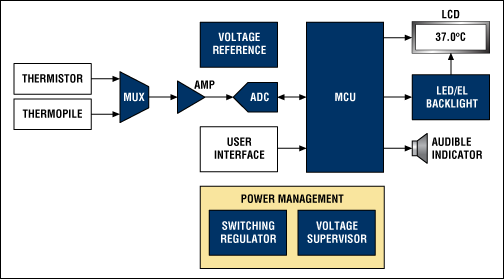 LCD
37.0°C
VOLTAGE
REFERENCE
THERMISTOR
THERMOPILE
MUX
AMP
ADC
MCU
LED/EL
BACKLIGHT
USER
INTERFACE
AUDIBLE
INDICATOR
POWER MANAGEMENT
SWITCHING
REGULATOR
VOLTAGE
SUPERVISOR